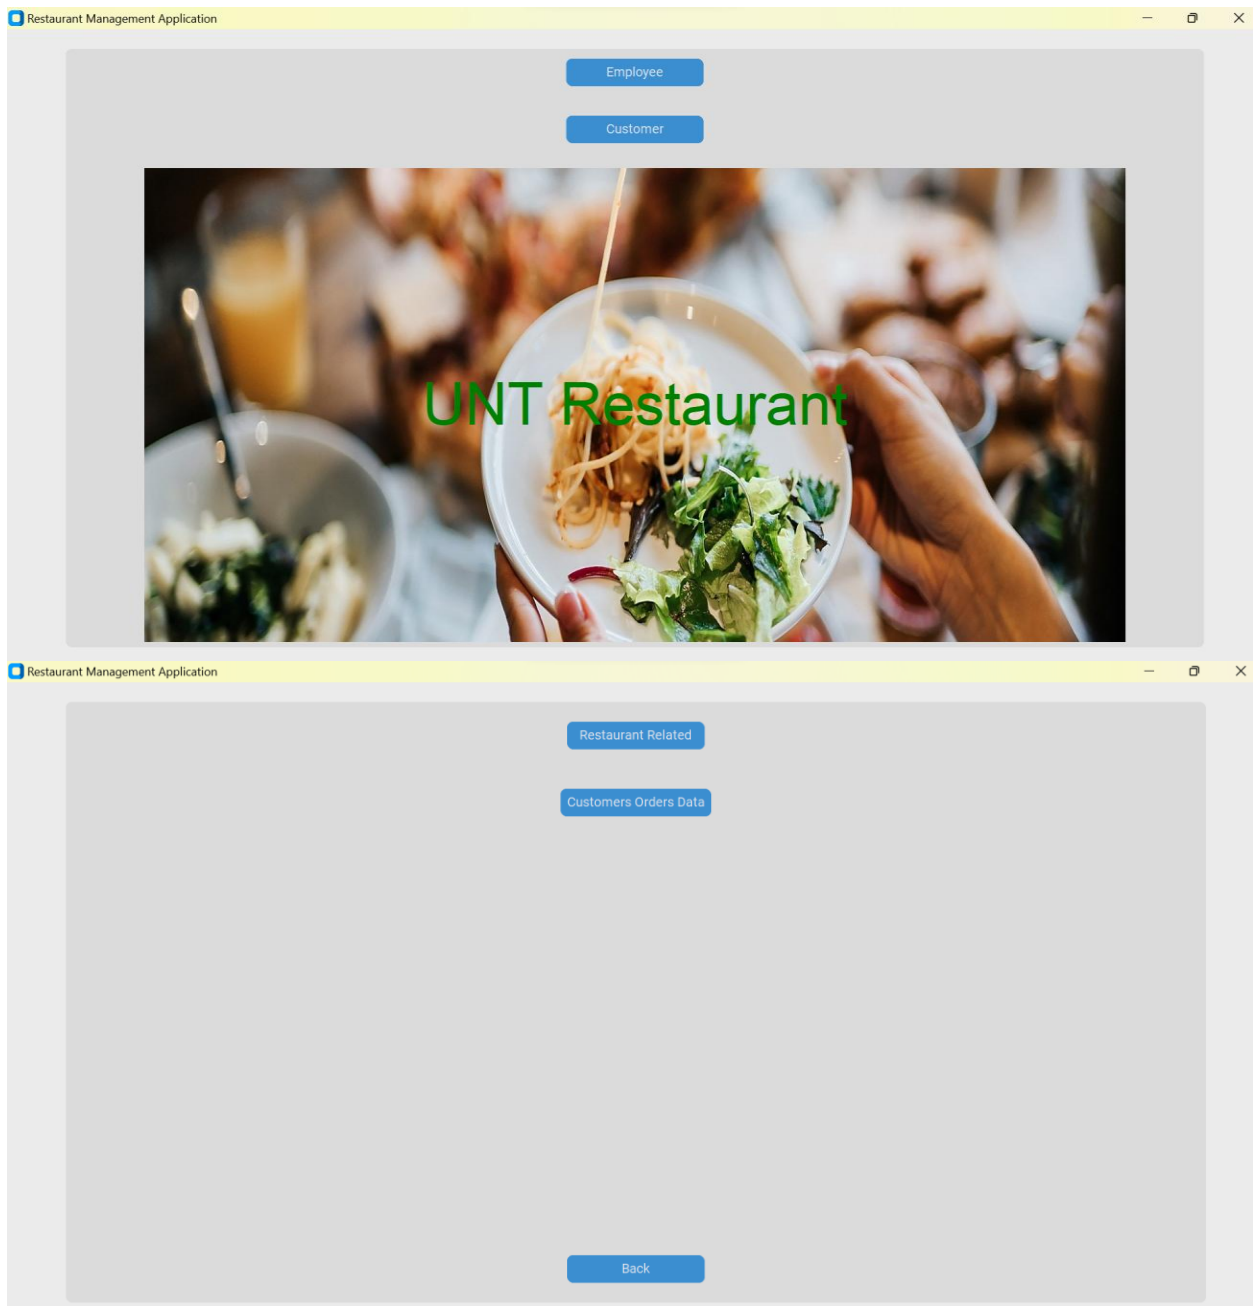 Restaurant Management Application
Employee
Customer
UNT Restaurant
Restaurant Management Application
Restaurant Related
Customers Orders Data
Back